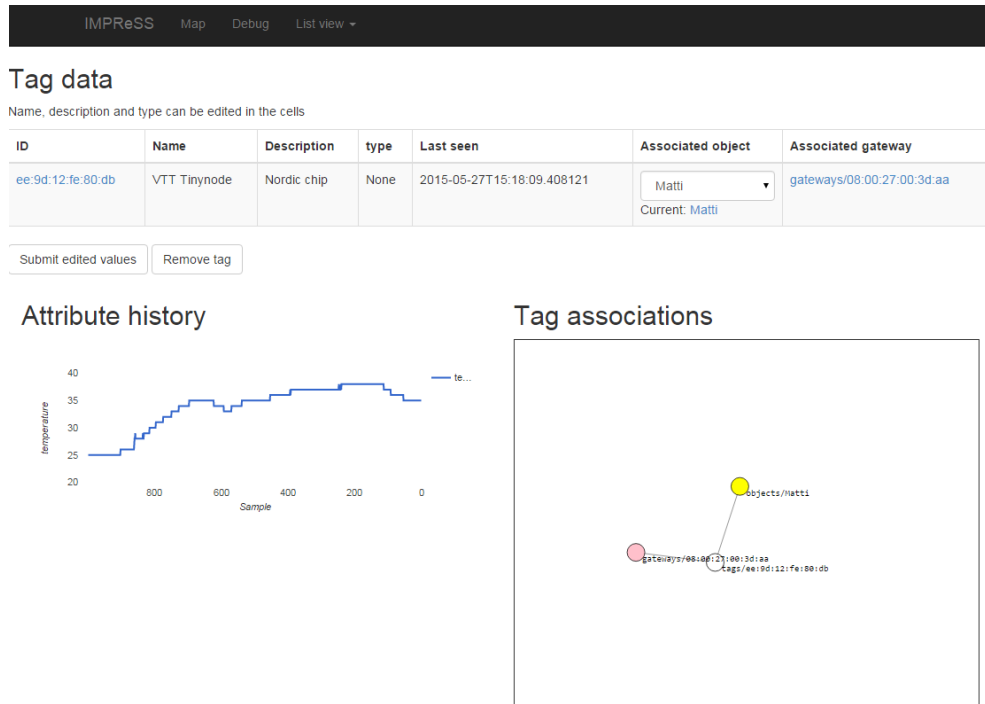 IMPReSS Map Debug List view
Tag data
Name, description and type can be edited in the cells
ID Name Description type Last seen Associated object Associated gateway
ee:9d:12:fe:80:db VTT Tinynode Nordic chip None 2015-05-27T15:18:09.408121 Matti gateways/08:00:27:00:3d:aa
Current: Matti
Submit edited values Remove tag
Attribute history
40
35
30
25
20
temperature
800 600 400 200 0
Sample
te...
Tag associations
objects/Matti
gateways/08:00:27:00:3d:aa
tags/ee:9d:12:fe:80:db